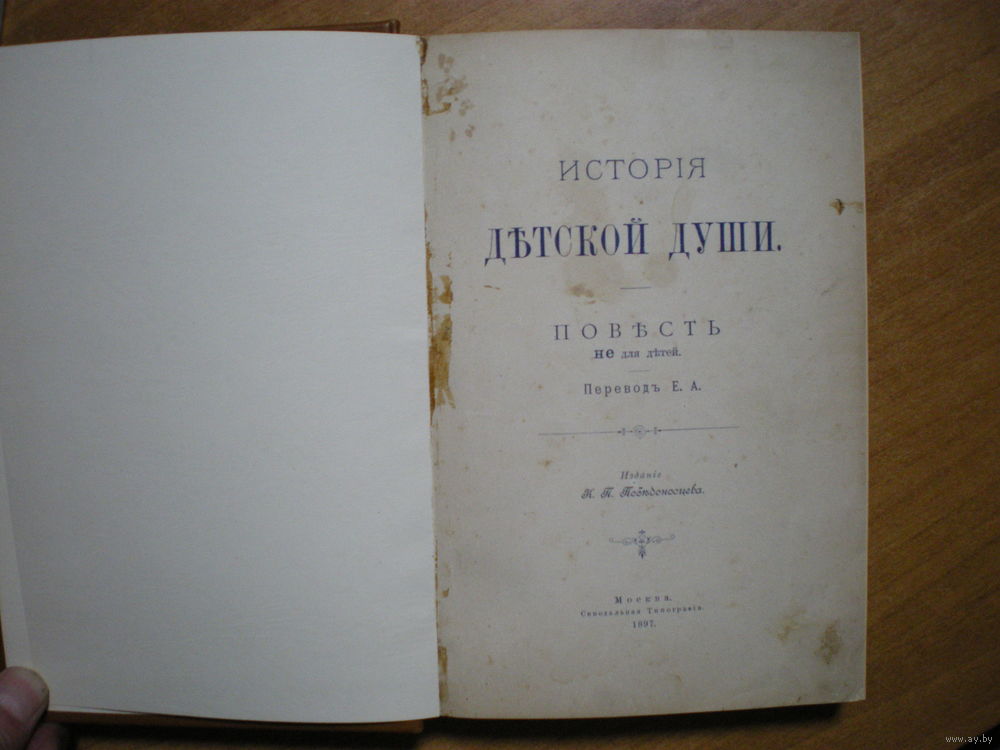 ИСТОРІЯ
ДѢТСКОЙ ДУШИ.
ПОВѢСТЬ
не для дѣтей.
Переводъ Е. А.
Изданіе
К. П. Побѣдоносцева.
Москва.
Синодальная Типографія.
1897.
www.ay.by